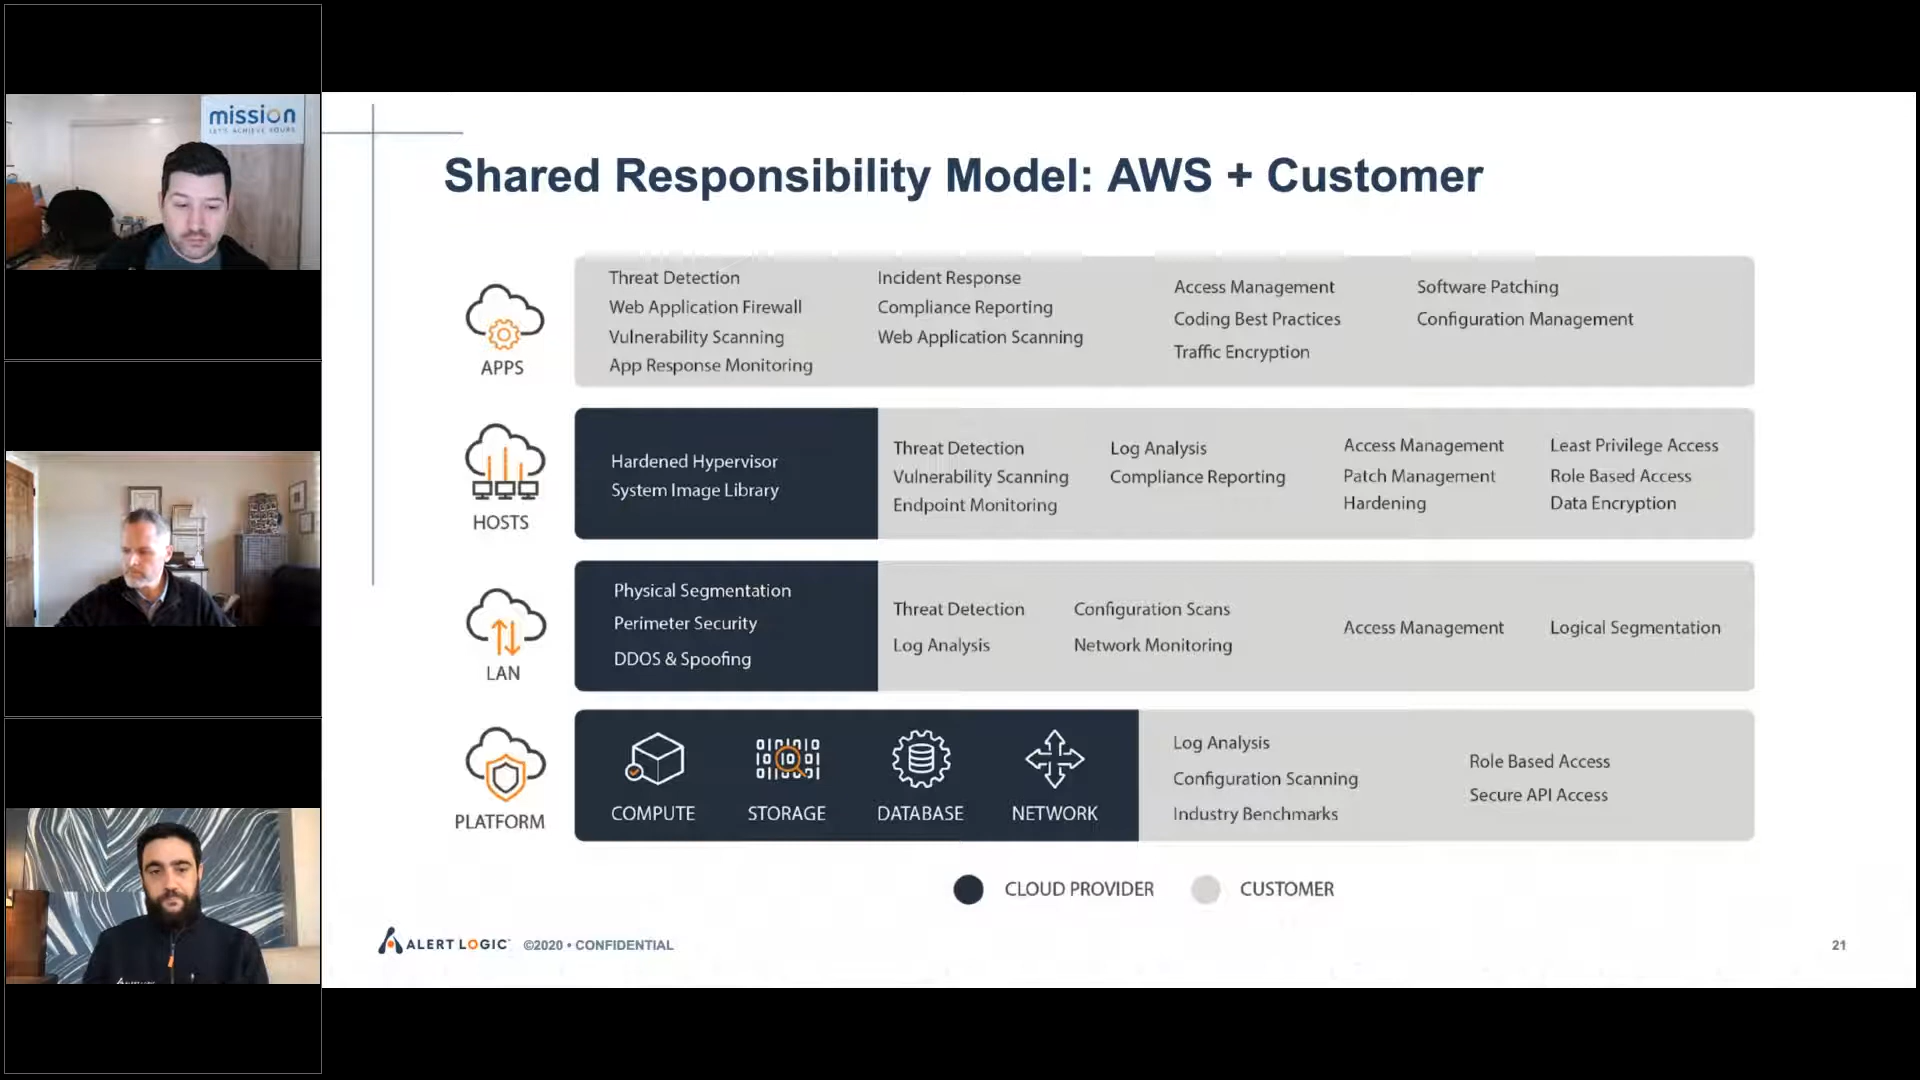 mission
LET'S ACHIEVE YOURS
Shared Responsibility Model: AWS + Customer
APPS
Threat Detection
Web Application Firewall
Vulnerability Scanning
App Response Monitoring
Incident Response
Compliance Reporting
Web Application Scanning
Access Management
Coding Best Practices
Traffic Encryption
Software Patching
Configuration Management
HOSTS
Hardened Hypervisor
System Image Library
Threat Detection
Vulnerability Scanning
Endpoint Monitoring
Log Analysis
Compliance Reporting
Access Management
Patch Management
Hardening
Least Privilege Access
Role Based Access
Data Encryption
LAN
Physical Segmentation
Perimeter Security
DDOS & Spoofing
Threat Detection
Log Analysis
Configuration Scans
Network Monitoring
Access Management
Logical Segmentation
PLATFORM
COMPUTE
STORAGE
DATABASE
NETWORK
Log Analysis
Configuration Scanning
Industry Benchmarks
Role Based Access
Secure API Access
CLOUD PROVIDER
CUSTOMER
ALERT LOGIC
©2020 • CONFIDENTIAL
21